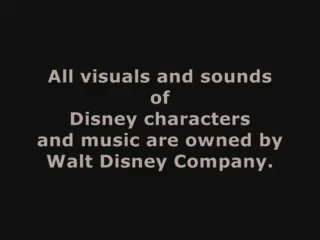 All visuals and sounds
of
Disney characters
and music are owned by
Walt Disney Company.